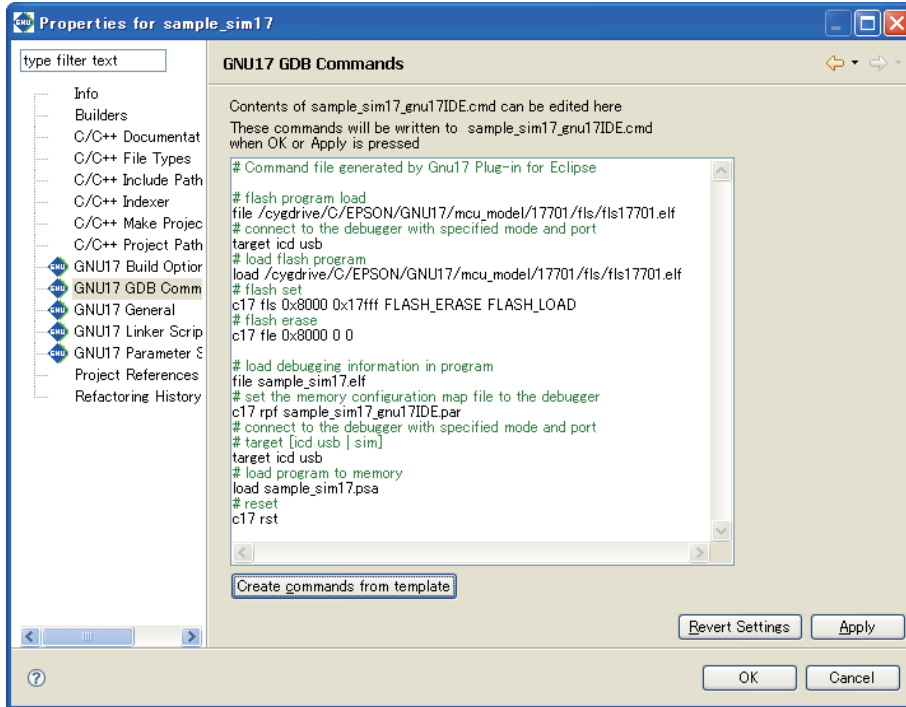 Properties for sample_sim17
type filter text
Info
Builders
C/C++ Documentat
C/C++ File Types
C/C++ Include Path
C/C++ Indexer
C/C++ Make Projec
C/C++ Project Path
GNU17 Build Option
GNU17 GDB Comm
GNU17 General
GNU17 Linker Scrip
GNU17 Parameter S
Project References
Refactoring History
GNU17 GDB Commands
Contents of sample_sim17_gnu17IDE.cmd can be edited here
These commands will be written to sample_sim17_gnu17IDE.cmd
when OK or Apply is pressed
# Command file generated by Gnu17 Plug-in for Eclipse
# flash program load
file /cygdrive/C/EPSON/GNU17/mcu_model/17701/fls/fls17701.elf
# connect to the debugger with specified mode and port
target icd usb
# load flash program
load /cygdrive/C/EPSON/GNU17/mcu_model/17701/fls/fls17701.elf
# flash set
c17 fls 0x8000 0x17fff FLASH_ERASE FLASH_LOAD
# flash erase
c17 fle 0x8000 0 0
# load debugging information in program
file sample_sim17.elf
# set the memory configuration map file to the debugger
c17 rpf sample_sim17_gnu17IDE.par
# connect to the debugger with specified mode and port
# target [icd usb | sim]
target icd usb
# load program to memory
load sample_sim17.psa
# reset
c17 rst
Create commands from template
Revert Settings
Apply
OK
Cancel